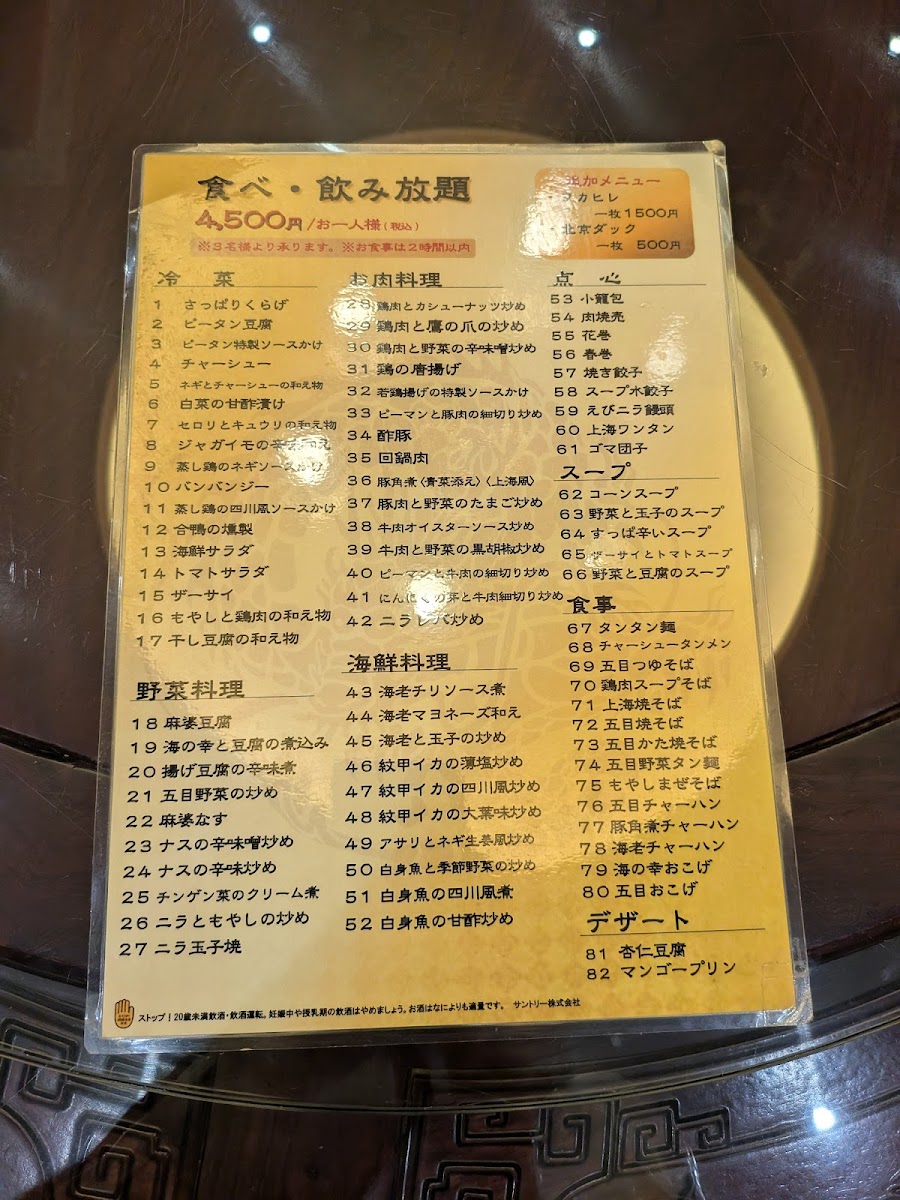 食べ・飲み放題
4,500円/お一人様(税込)
※3名様より承ります。※お食事は2時間以内
追加メニュー
・フカヒレ
一枚1500円
・北京ダック
一枚 500円
冷 菜
1 さっぱりくらげ
2 ピータン豆腐
3 ピータン特製ソースかけ
4 チャーシュー
5 ネギとチャーシューの和え物
6 白菜の甘酢漬け
7 セロリとキュウリの和え物
8 ジャガイモの辛味和え
9 蒸し鶏のネギソースかけ
10 バンバンジー
11 蒸し鶏の四川風ソースかけ
12 合鴨の燻製
13 海鮮サラダ
14 トマトサラダ
15 ザーサイ
16 もやしと鶏肉の和え物
17 干し豆腐の和え物
野菜料理
18 麻婆豆腐
19 海の幸と豆腐の煮込み
20 揚げ豆腐の辛味煮
21 五目野菜の炒め
22 麻婆なす
23 ナスの辛味噌炒め
24 ナスの辛味炒め
25 チンゲン菜のクリーム煮
26 ニラともやしの炒め
27 ニラ玉子焼
お肉料理
28 鶏肉とカシューナッツ炒め
29 鶏肉と鷹の爪の炒め
30 鶏肉と野菜の辛味噌炒め
31 鶏の唐揚げ
32 若鶏揚げの特製ソースかけ
33 ピーマンと豚肉の細切り炒め
34 酢豚
35 回鍋肉
36 豚角煮〈青菜添え〉〈上海風〉
37 豚肉と野菜のたまご炒め
38 牛肉オイスターソース炒め
39 牛肉と野菜の黒胡椒炒め
40 ピーマンと牛肉の細切り炒め
41 にんにくの芽と牛肉細切り炒め
42 ニラレバ炒め
海鮮料理
43 海老チリソース煮
44 海老マヨネーズ和え
45 海老と玉子の炒め
46 紋甲イカの薄塩炒め
47 紋甲イカの四川風炒め
48 紋甲イカの大葉味炒め
49 アサリとネギ生姜風炒め
50 白身魚と季節野菜の炒め
51 白身魚の四川風煮
52 白身魚の甘酢炒め
点 心
53 小龍包
54 肉焼売
55 花巻
56 春巻
57 焼き餃子
58 スープ水餃子
59 えびニラ饅頭
60 上海ワンタン
61 ゴマ団子
スープ
62 コーンスープ
63 野菜と玉子のスープ
64 すっぱ辛いスープ
65 ザーサイとトマトスープ
66 野菜と豆腐のスープ
食事
67 タンタン麺
68 チャーシュータンメン
69 五目つゆそば
70 鶏肉スープそば
71 上海焼そば
72 五目焼そば
73 五目かた焼そば
74 五目野菜タン麺
75 もやしまぜそば
76 五目チャーハン
77 豚角煮チャーハン
78 海老チャーハン
79 海の幸おこげ
80 五目おこげ
デザート
81 杏仁豆腐
82 マンゴープリン
ストップ!20歳未満飲酒・飲酒運転。妊娠中や授乳期の飲酒はやめましょう。お酒はなによりも適量です。 サントリー株式会社